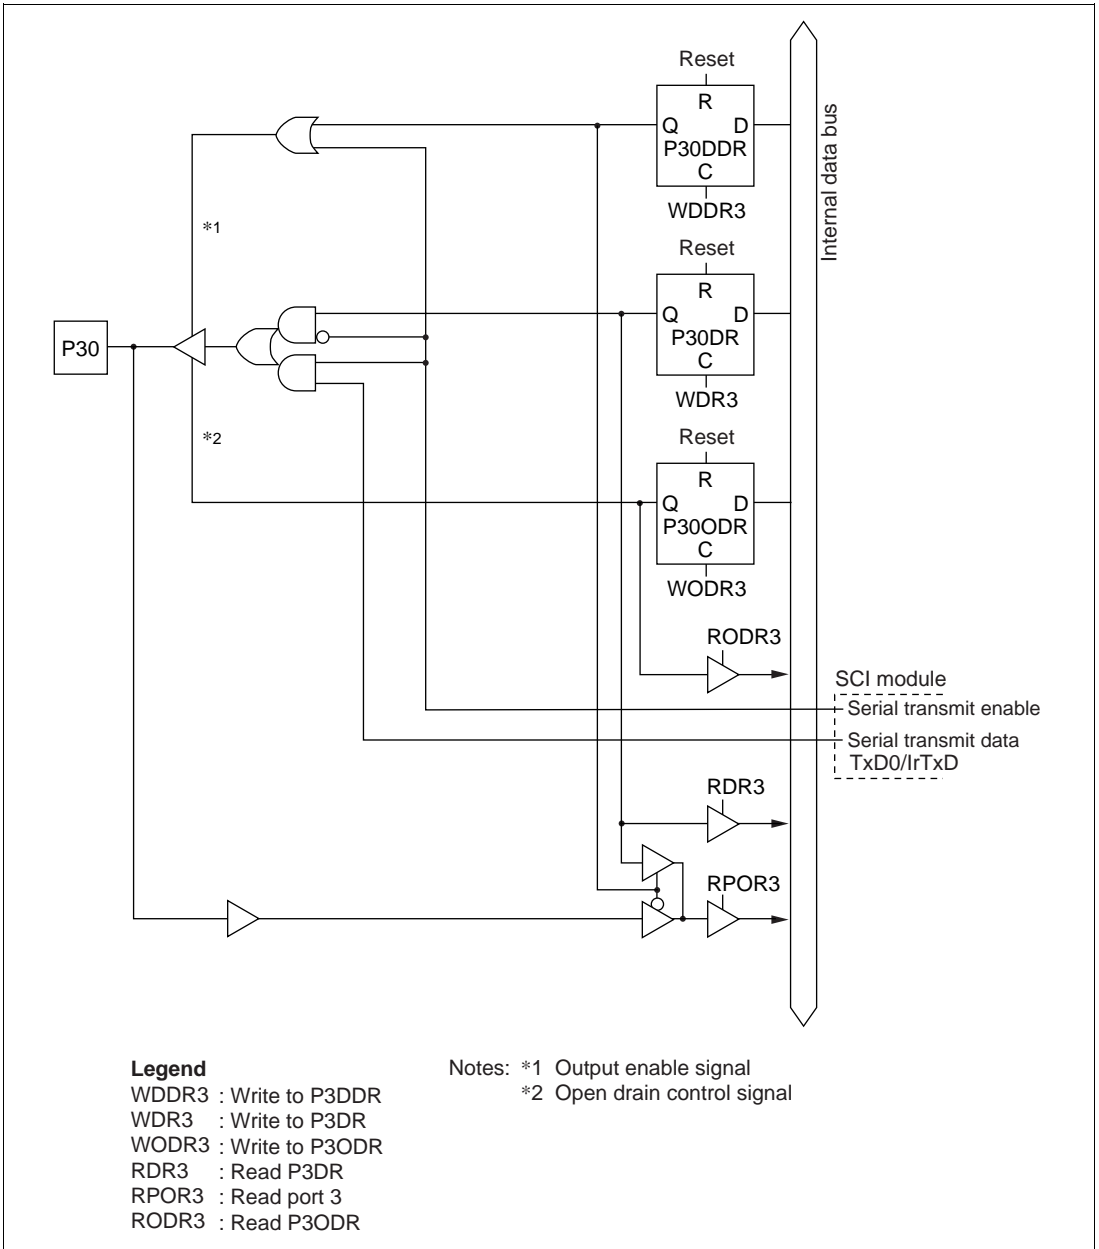 Reset
R
Q D
P30DDR
C
WDDR3
Internal data bus
*1
Reset
R
Q D
P30DR
C
WDR3
P30
*2
Reset
R
Q D
P30ODR
C
WODR3
RODR3
SCI module
Serial transmit enable
Serial transmit data
TxD0/IrTxD
RDR3
RPOR3
Legend
WDDR3 : Write to P3DDR
WDR3 : Write to P3DR
WODR3 : Write to P3ODR
RDR3 : Read P3DR
RPOR3 : Read port 3
RODR3 : Read P3ODR
Notes: *1 Output enable signal
*2 Open drain control signal